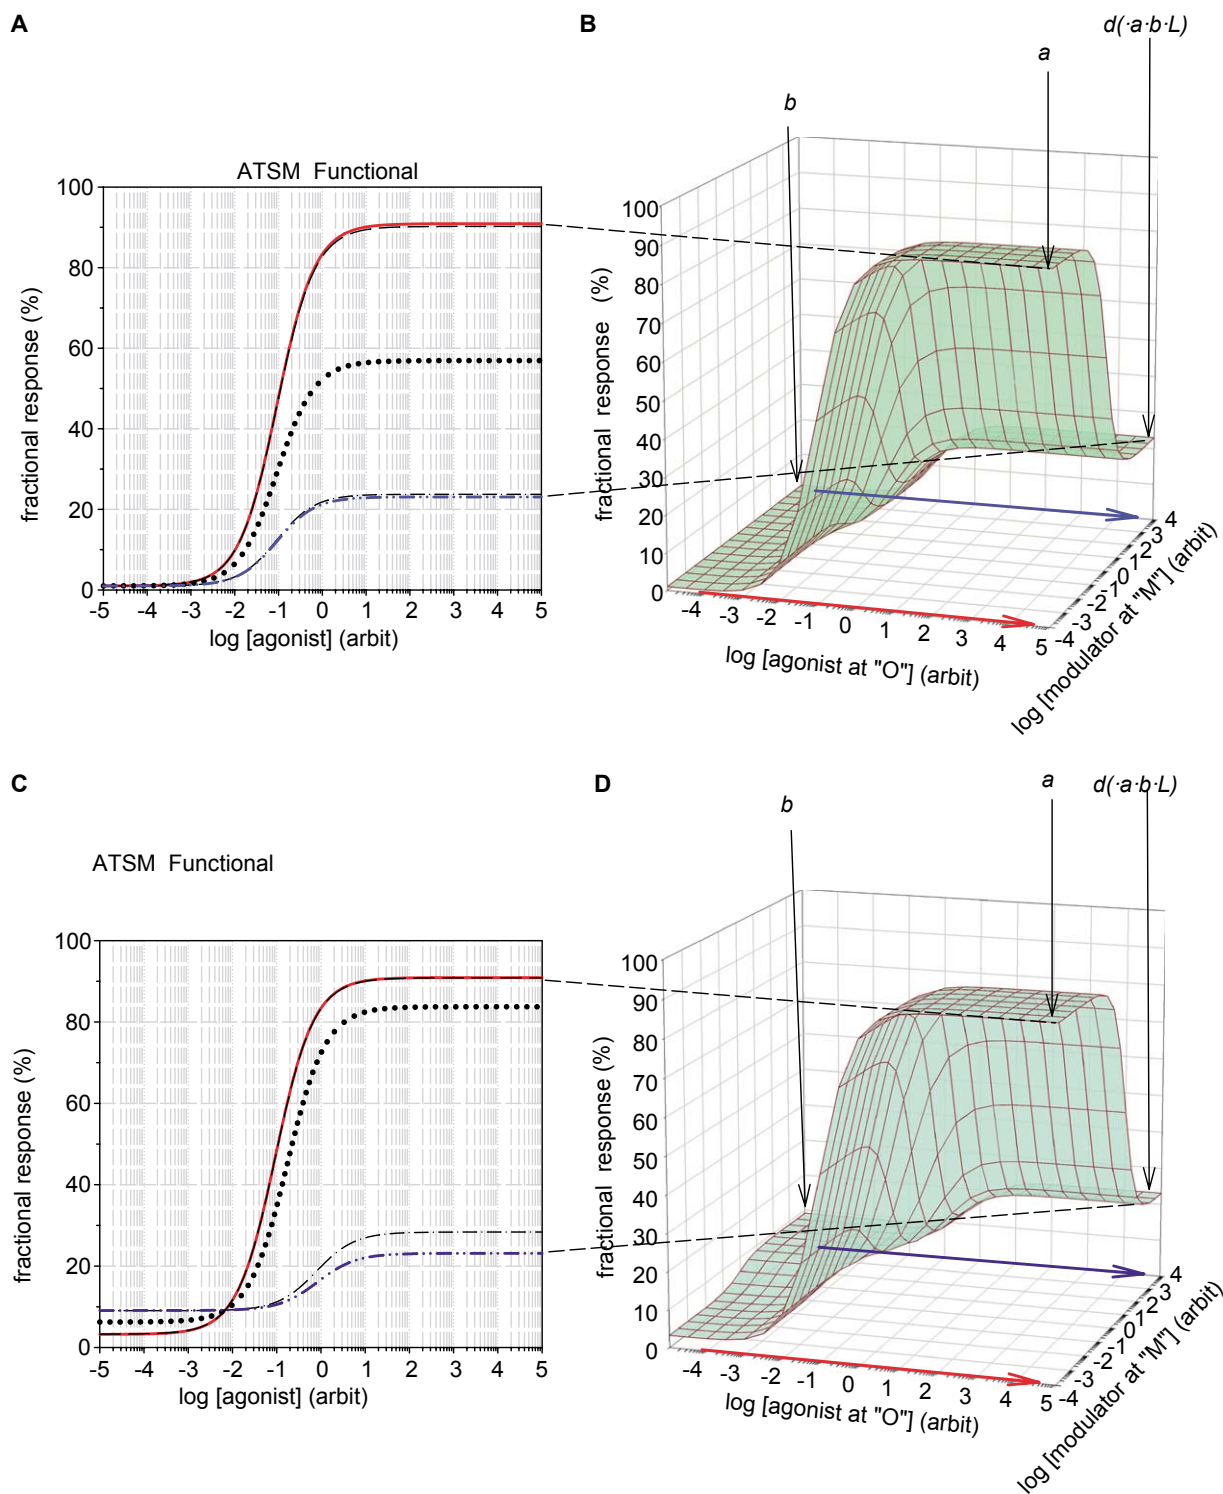 A
B
d(·a·b·L)
a
b
ATSM Functional
100
80
60
40
20
0
fractional response (%)
-5 -4 -3 -2 -1 0 1 2 3 4 5
log [agonist] (arbit)
100
90
80
70
60
50
40
30
20
10
0
fractional response (%)
-4 -3 -2 -1 0 1 2 3 4 5
log [agonist at "O"] (arbit)
-4 -3 -2 -1 0 1 2 3 4
log [modulator at "M"] (arbit)
C
D
d(·a·b·L)
a
b
ATSM Functional
100
80
60
40
20
0
fractional response (%)
-5 -4 -3 -2 -1 0 1 2 3 4 5
log [agonist] (arbit)
100
90
80
70
60
50
40
30
20
10
0
fractional response (%)
-4 -3 -2 -1 0 1 2 3 4 5
log [agonist at "O"] (arbit)
-4 -3 -2 -1 0 1 2 3 4
log [modulator at "M"] (arbit)